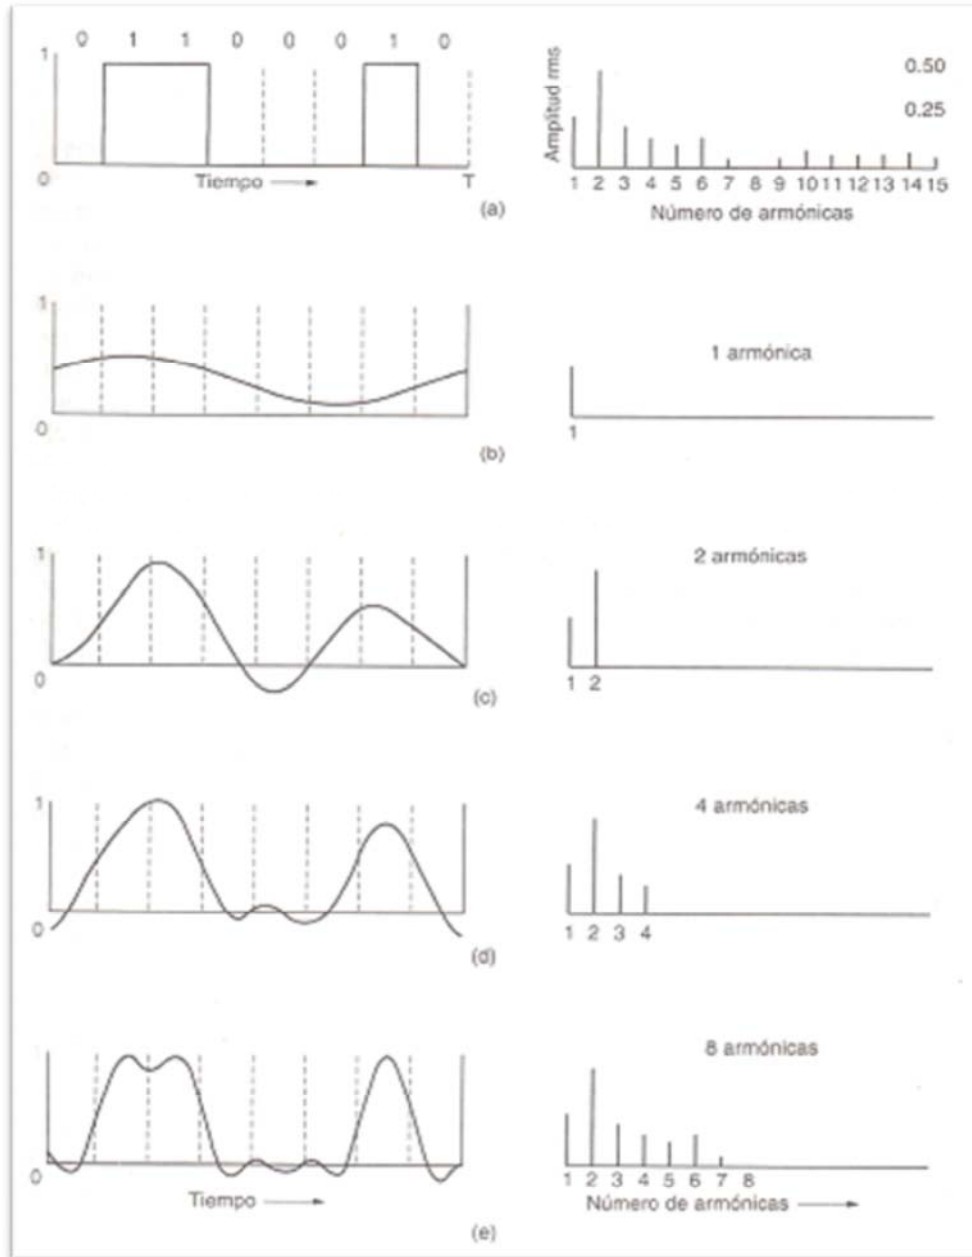 0 1 1 0 0 0 1 0
1
0
Tiempo
T
Amplitud rms
0.50
0.25
1 2 3 4 5 6 7 8 9 10 11 12 13 14 15
Número de armónicas
(a)
1
0
1 armónica
1
(b)
1
0
2 armónicas
1 2
(c)
1
0
4 armónicas
1 2 3 4
(d)
0
Tiempo
8 armónicas
1 2 3 4 5 6 7 8
Número de armónicas
(e)